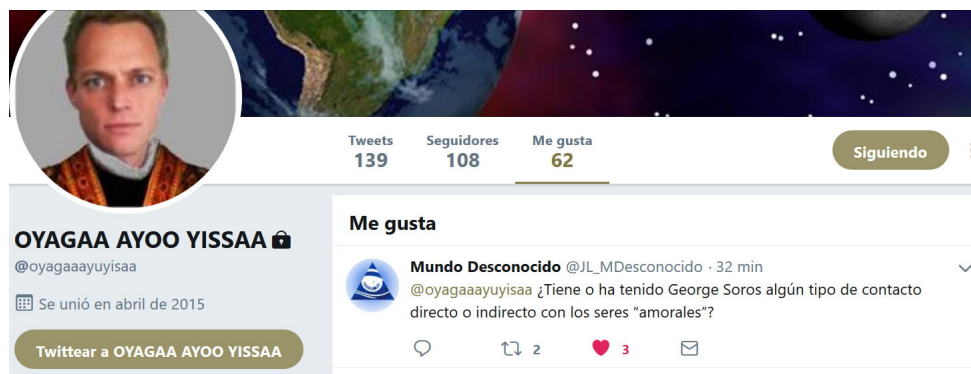 Tweets
139
Seguidores
108
Me gusta
62
Siguiendo
OYAGAA AYOO YISSAA
@oyagaaayuyisaa
Se unió en abril de 2015
Twittear a OYAGAA AYOO YISSAA
Me gusta
Mundo Desconocido @JL_MDesconocido · 32 min
@oyagaaayuyisaa ¿Tiene o ha tenido George Soros algún tipo de contacto
directo o indirecto con los seres "amorales"?
2
3